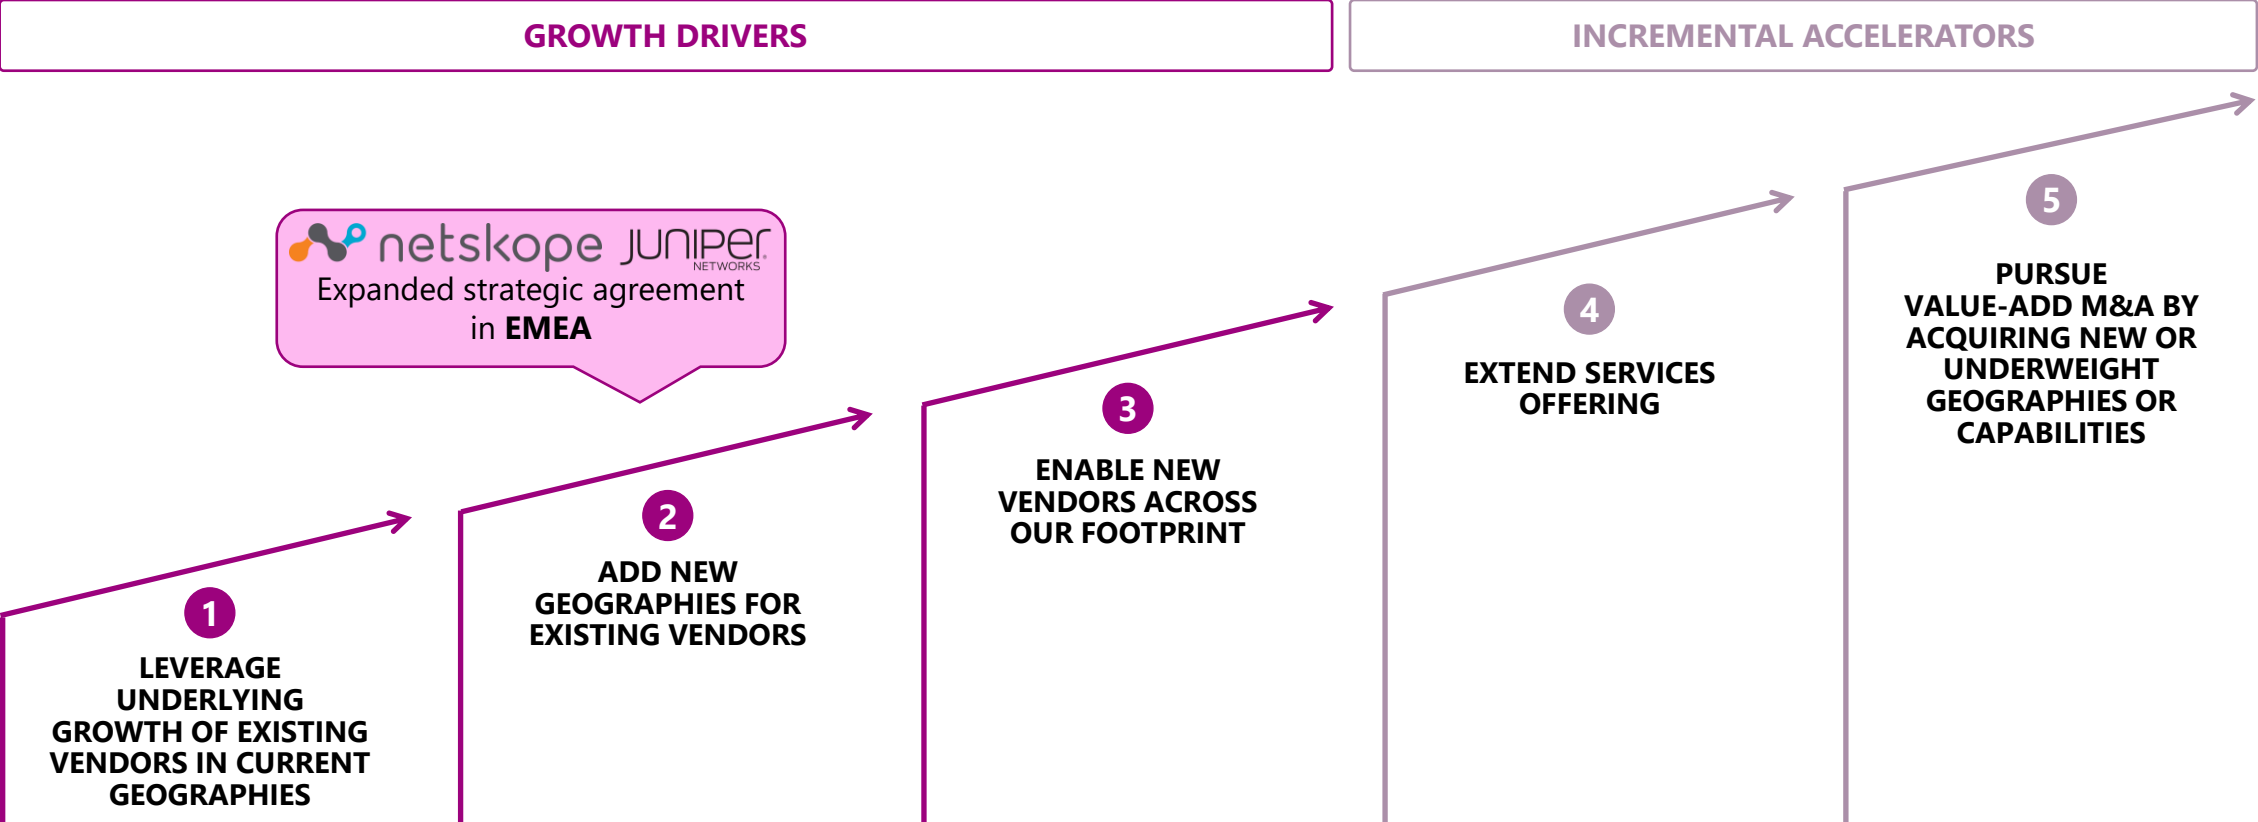 GROWTH DRIVERS
INCREMENTAL ACCELERATORS
netskope JUNIPER
NETWORKS
Expanded strategic agreement
in EMEA
1
LEVERAGE
UNDERLYING
GROWTH OF EXISTING
VENDORS IN CURRENT
GEOGRAPHIES
2
ADD NEW
GEOGRAPHIES FOR
EXISTING VENDORS
3
ENABLE NEW
VENDORS ACROSS
OUR FOOTPRINT
4
EXTEND SERVICES
OFFERING
5
PURSUE
VALUE-ADD M&A BY
ACQUIRING NEW OR
UNDERWEIGHT
GEOGRAPHIES OR
CAPABILITIES